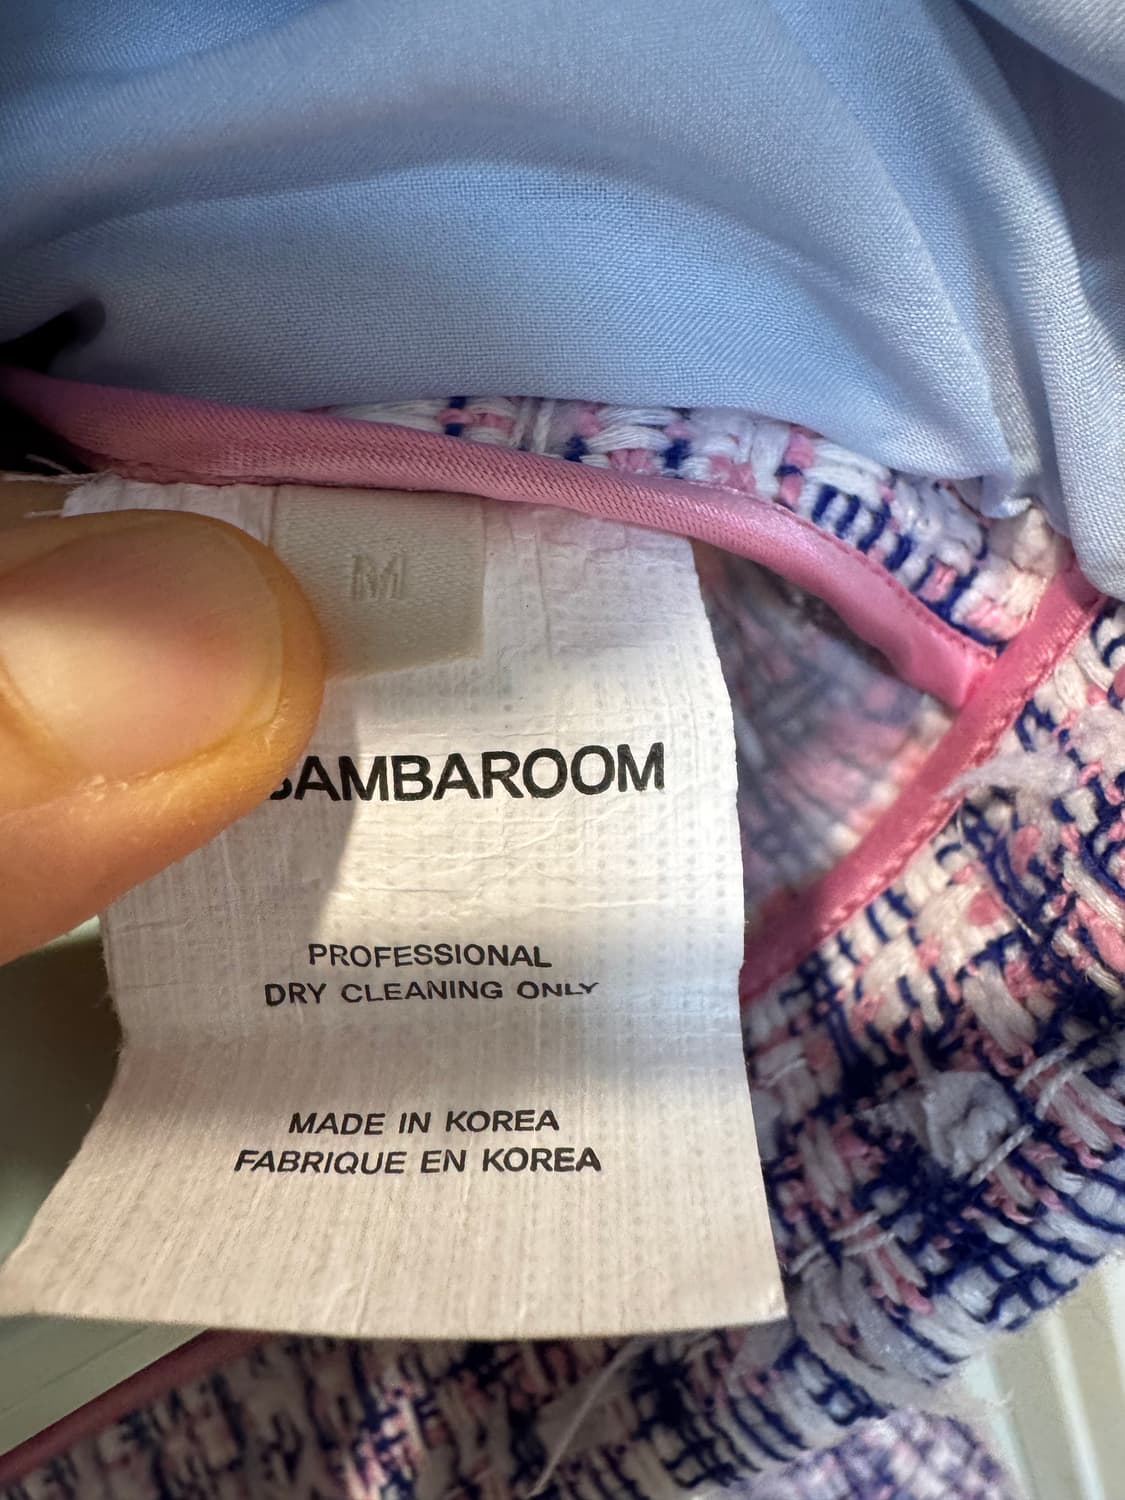 M
SAMBAROOM
PROFESSIONAL
DRY CLEANING ONLY
MADE IN KOREA
FABRIQUE EN KOREA